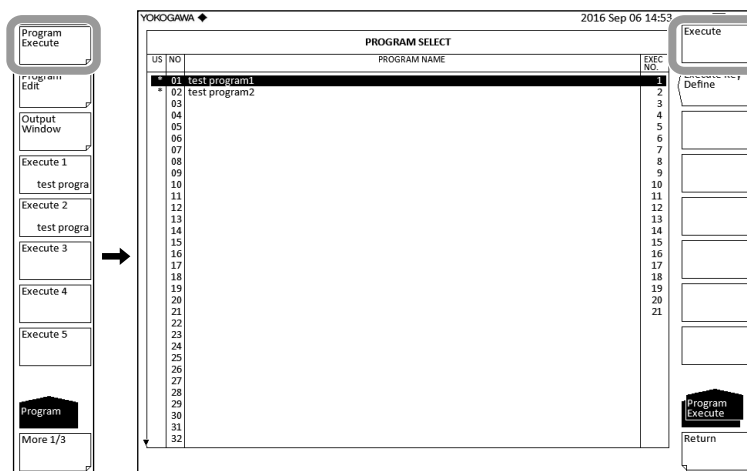 Program
Execute
Program
Edit
Output
Window
Execute 1
test progra
Execute 2
test progra
Execute 3
Execute 4
Execute 5
Program
More 1/3
YOKOGAWA
2016 Sep 06 14:53
PROGRAM SELECT
US NO PROGRAM NAME EXEC NO.
* 01 test program1 1
* 02 test program2 2
03 3
04 4
05 5
06 6
07 7
08 8
09 9
10 10
11 11
12 12
13 13
14 14
15 15
16 16
17 17
18 18
19 19
20 20
21 21
22
23
24
25
26
27
28
29
30
31
32
Execute
Execute Key
Define
Program
Execute
Return